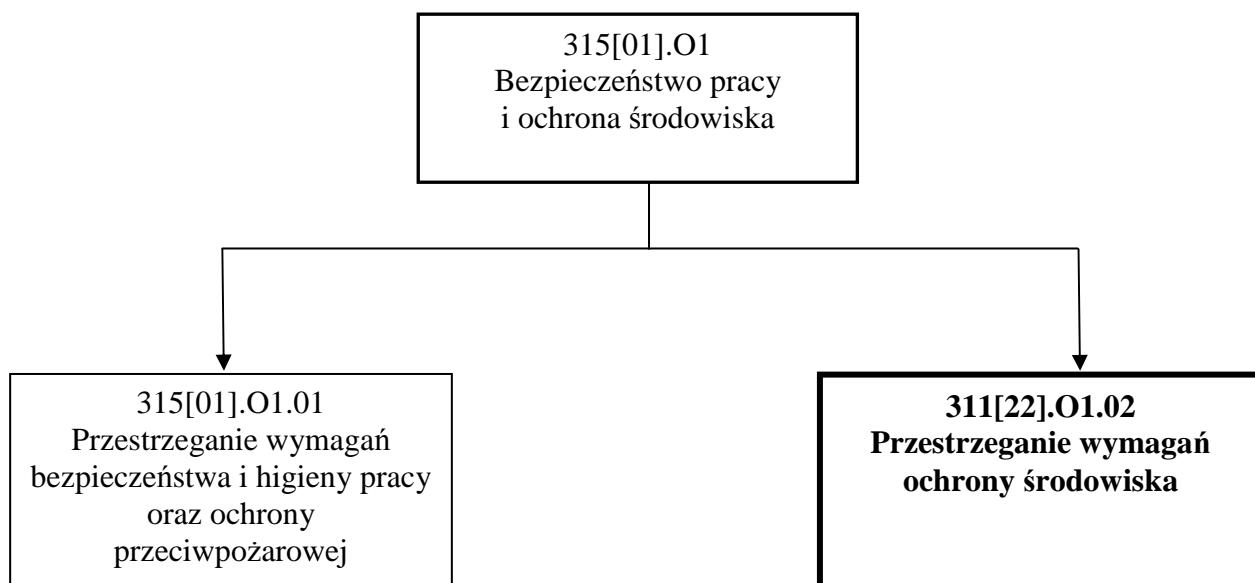 315[01].O1
Bezpieczeństwo pracy
i ochrona środowiska
315[01].O1.01
Przestrzeganie wymagań
bezpieczeństwa i higieny pracy
oraz ochrony
przeciwpożarowej
311[22].O1.02
Przestrzeganie wymagań
ochrony środowiska